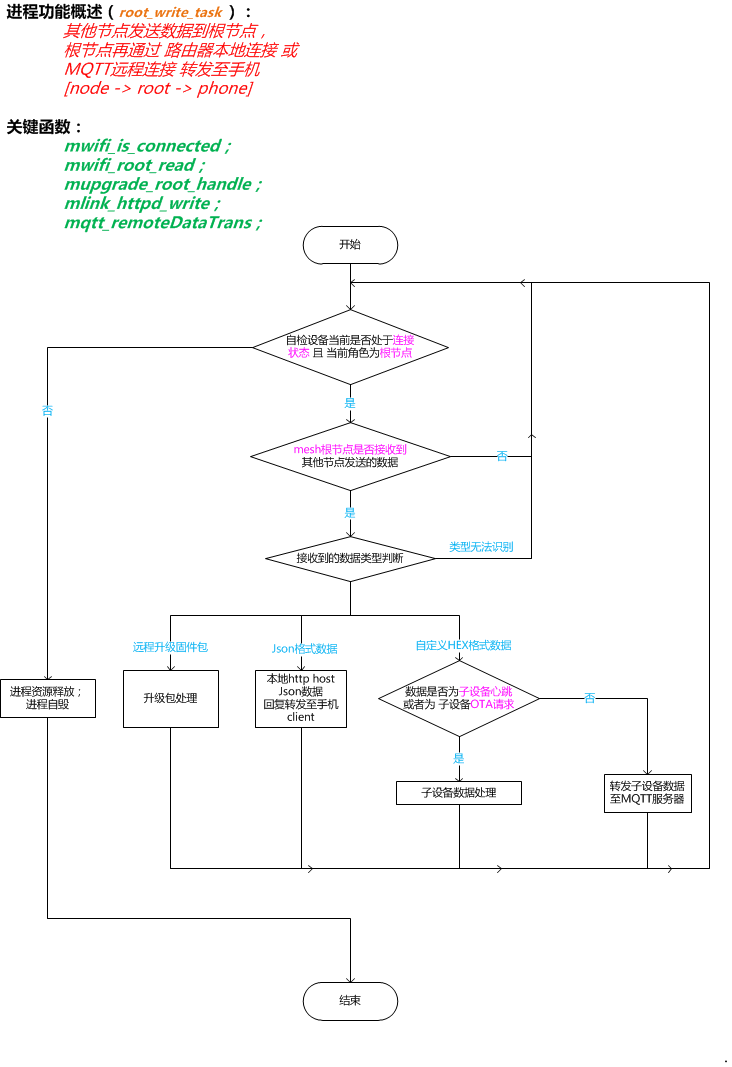 进程功能概述（root_write_task）：
其他节点发送数据到根节点，
根节点再通过 路由器本地连接 或
MQTT远程连接 转发至手机
[node -> root -> phone]
关键函数：
mwifi_is_connected；
mwifi_root_read；
mupgrade_root_handle；
mlink_httpd_write；
mqtt_remoteDataTrans；
开始
自检设备当前是否处于连接
状态 且 当前角色为根节点
否
是
mesh根节点是否接收到
其他节点发送的数据
否
是
接收到的数据类型判断
类型无法识别
远程升级固件包
Json格式数据
自定义HEX格式数据
进程资源释放；
进程自毁
升级包处理
本地http host
Json数据
回复转发至手机
client
数据是否为子设备心跳
或者为 子设备OTA请求
否
是
子设备数据处理
转发子设备数据
至MQTT服务器
结束
.